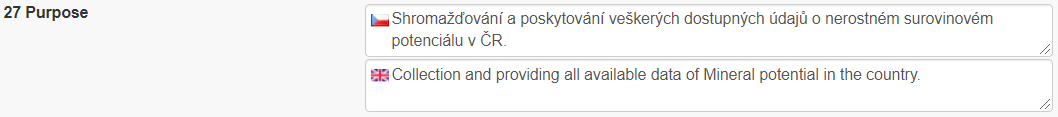 27 Purpose
Shromažďování a poskytování veškerých dostupných údajů o nerostném surovinovém
potenciálu v ČR.
Collection and providing all available data of Mineral potential in the country.